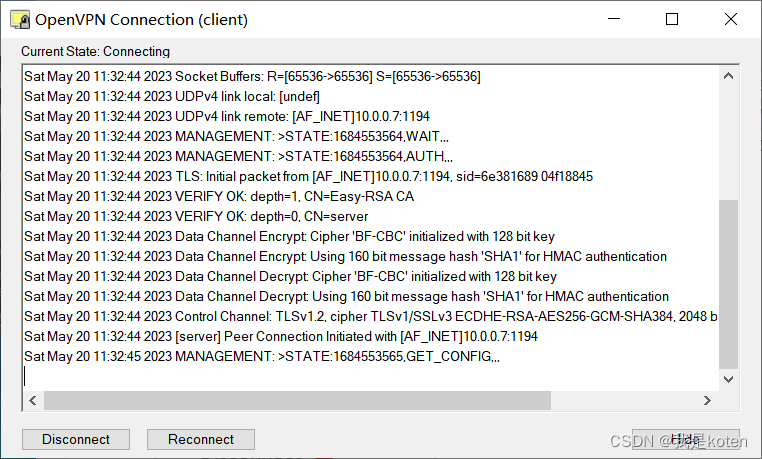 OpenVPN Connection (client)
Current State: Connecting
Sat May 20 11:32:44 2023 Socket Buffers: R=[65536->65536] S=[65536->65536]
Sat May 20 11:32:44 2023 UDPv4 link local: [undef]
Sat May 20 11:32:44 2023 UDPv4 link remote: [AF_INET]10.0.0.7:1194
Sat May 20 11:32:44 2023 MANAGEMENT: >STATE:1684553564,WAIT,,,
Sat May 20 11:32:44 2023 MANAGEMENT: >STATE:1684553564,AUTH,,,
Sat May 20 11:32:44 2023 TLS: Initial packet from [AF_INET]10.0.0.7:1194, sid=6e381689 04f18845
Sat May 20 11:32:44 2023 VERIFY OK: depth=1, CN=Easy-RSA CA
Sat May 20 11:32:44 2023 VERIFY OK: depth=0, CN=server
Sat May 20 11:32:44 2023 Data Channel Encrypt: Cipher 'BF-CBC' initialized with 128 bit key
Sat May 20 11:32:44 2023 Data Channel Encrypt: Using 160 bit message hash 'SHA1' for HMAC authentication
Sat May 20 11:32:44 2023 Data Channel Decrypt: Cipher 'BF-CBC' initialized with 128 bit key
Sat May 20 11:32:44 2023 Data Channel Decrypt: Using 160 bit message hash 'SHA1' for HMAC authentication
Sat May 20 11:32:44 2023 Control Channel: TLSv1.2, cipher TLSv1/SSLv3 ECDHE-RSA-AES256-GCM-SHA384, 2048 b
Sat May 20 11:32:44 2023 [server] Peer Connection Initiated with [AF_INET]10.0.0.7:1194
Sat May 20 11:32:45 2023 MANAGEMENT: >STATE:1684553565,GET_CONFIG,,,
Disconnect Reconnect Hide
CSDN @我是koten